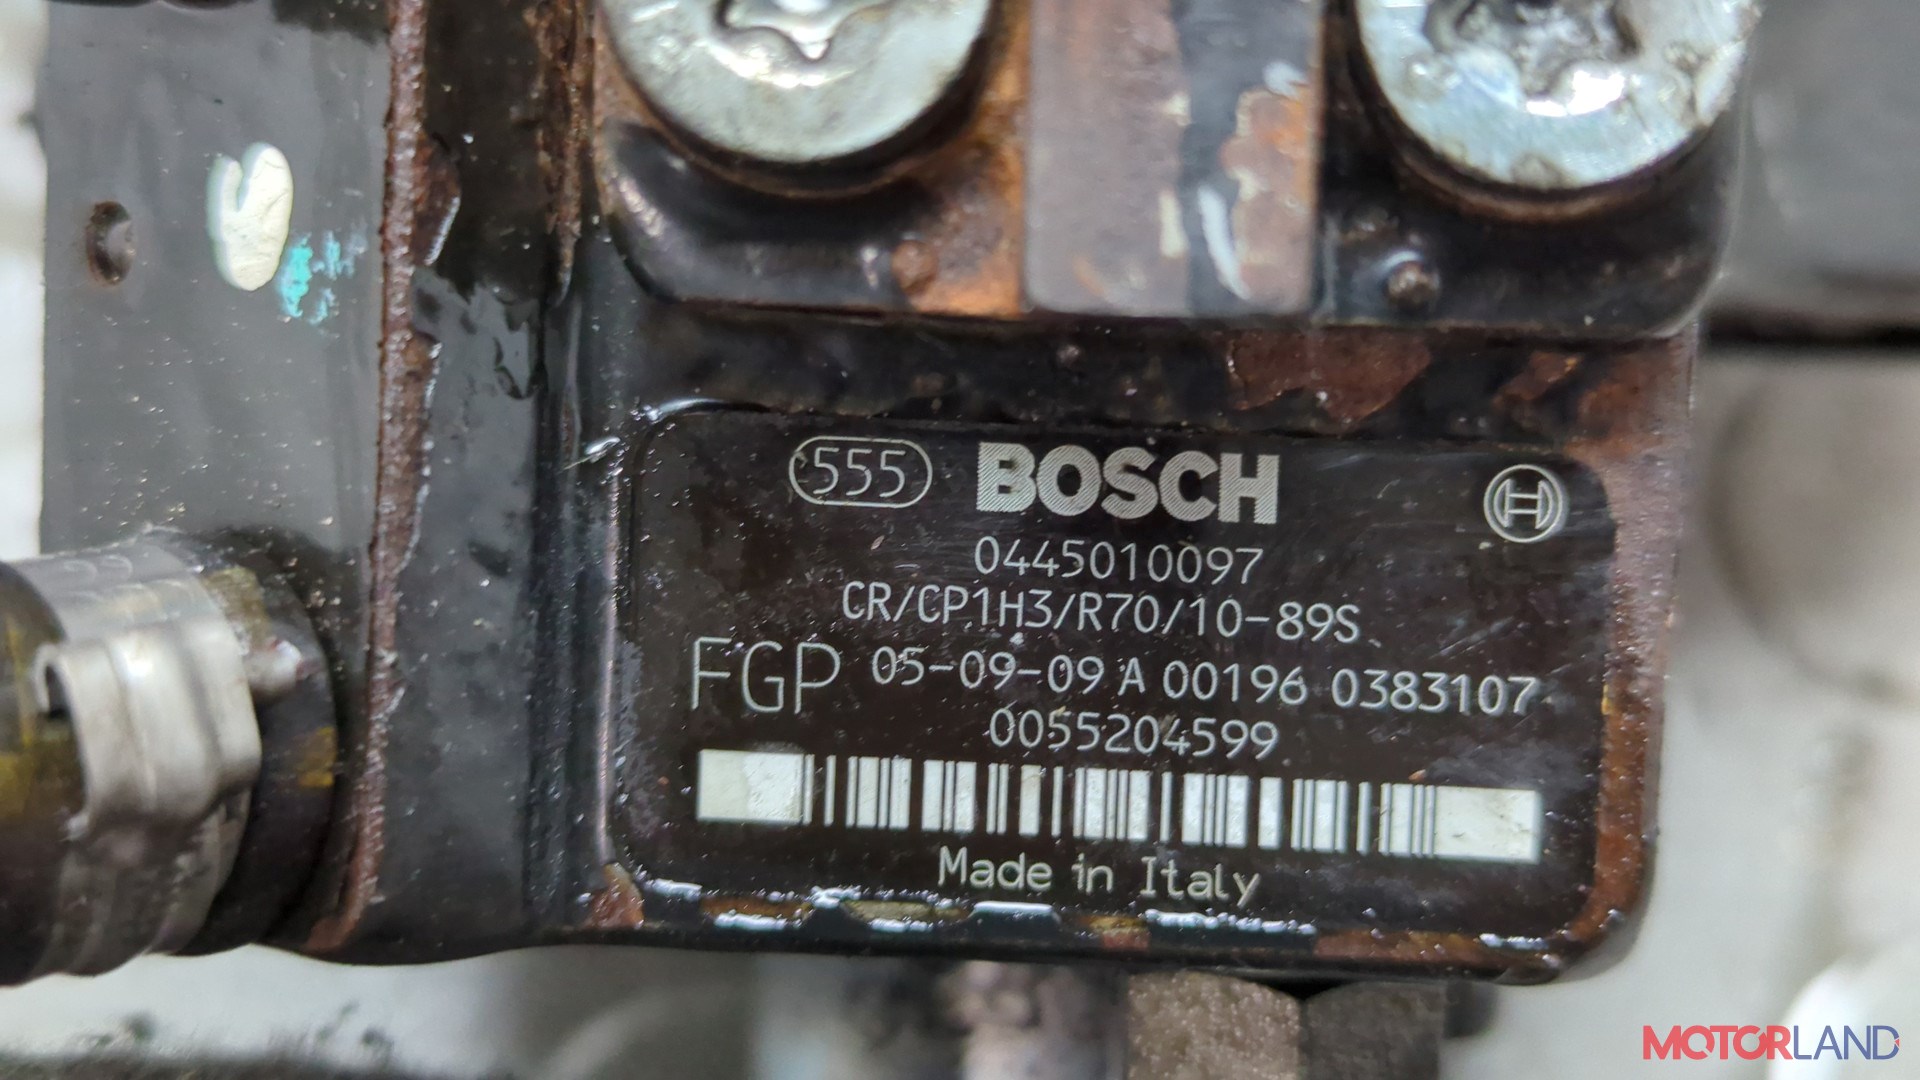 555 BOSCH
0445010097
CR/CP1H3/R70/10-89S
FGP 05-09-09 A 00196 0383107
0055204599
Made in Italy
MOTORLAND